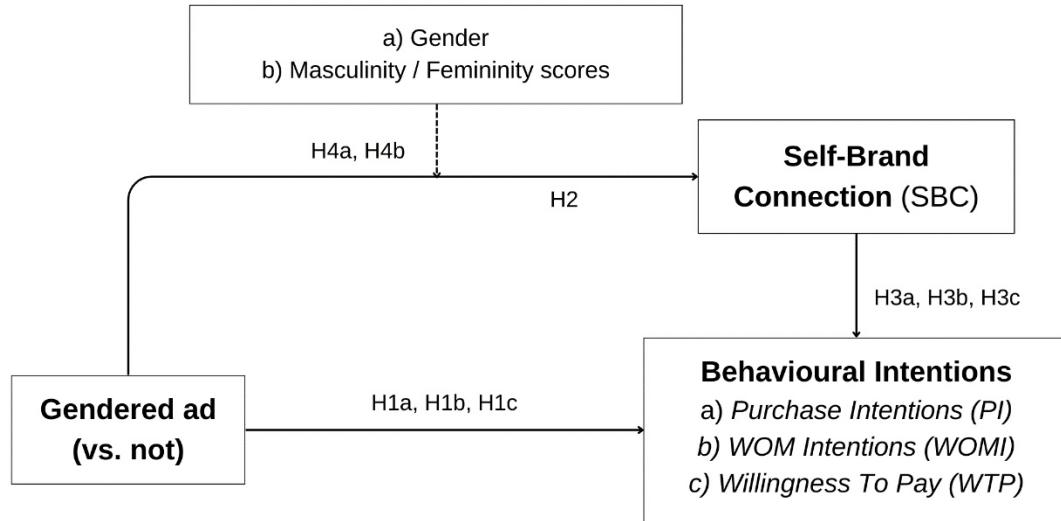 a) Gender
b) Masculinity / Femininity scores
H4a, H4b
H2
Self-Brand
Connection (SBC)
H3a, H3b, H3c
Gendered ad
(vs. not)
H1a, H1b, H1c
Behavioural Intentions
a) Purchase Intentions (PI)
b) WOM Intentions (WOMI)
c) Willingness To Pay (WTP)